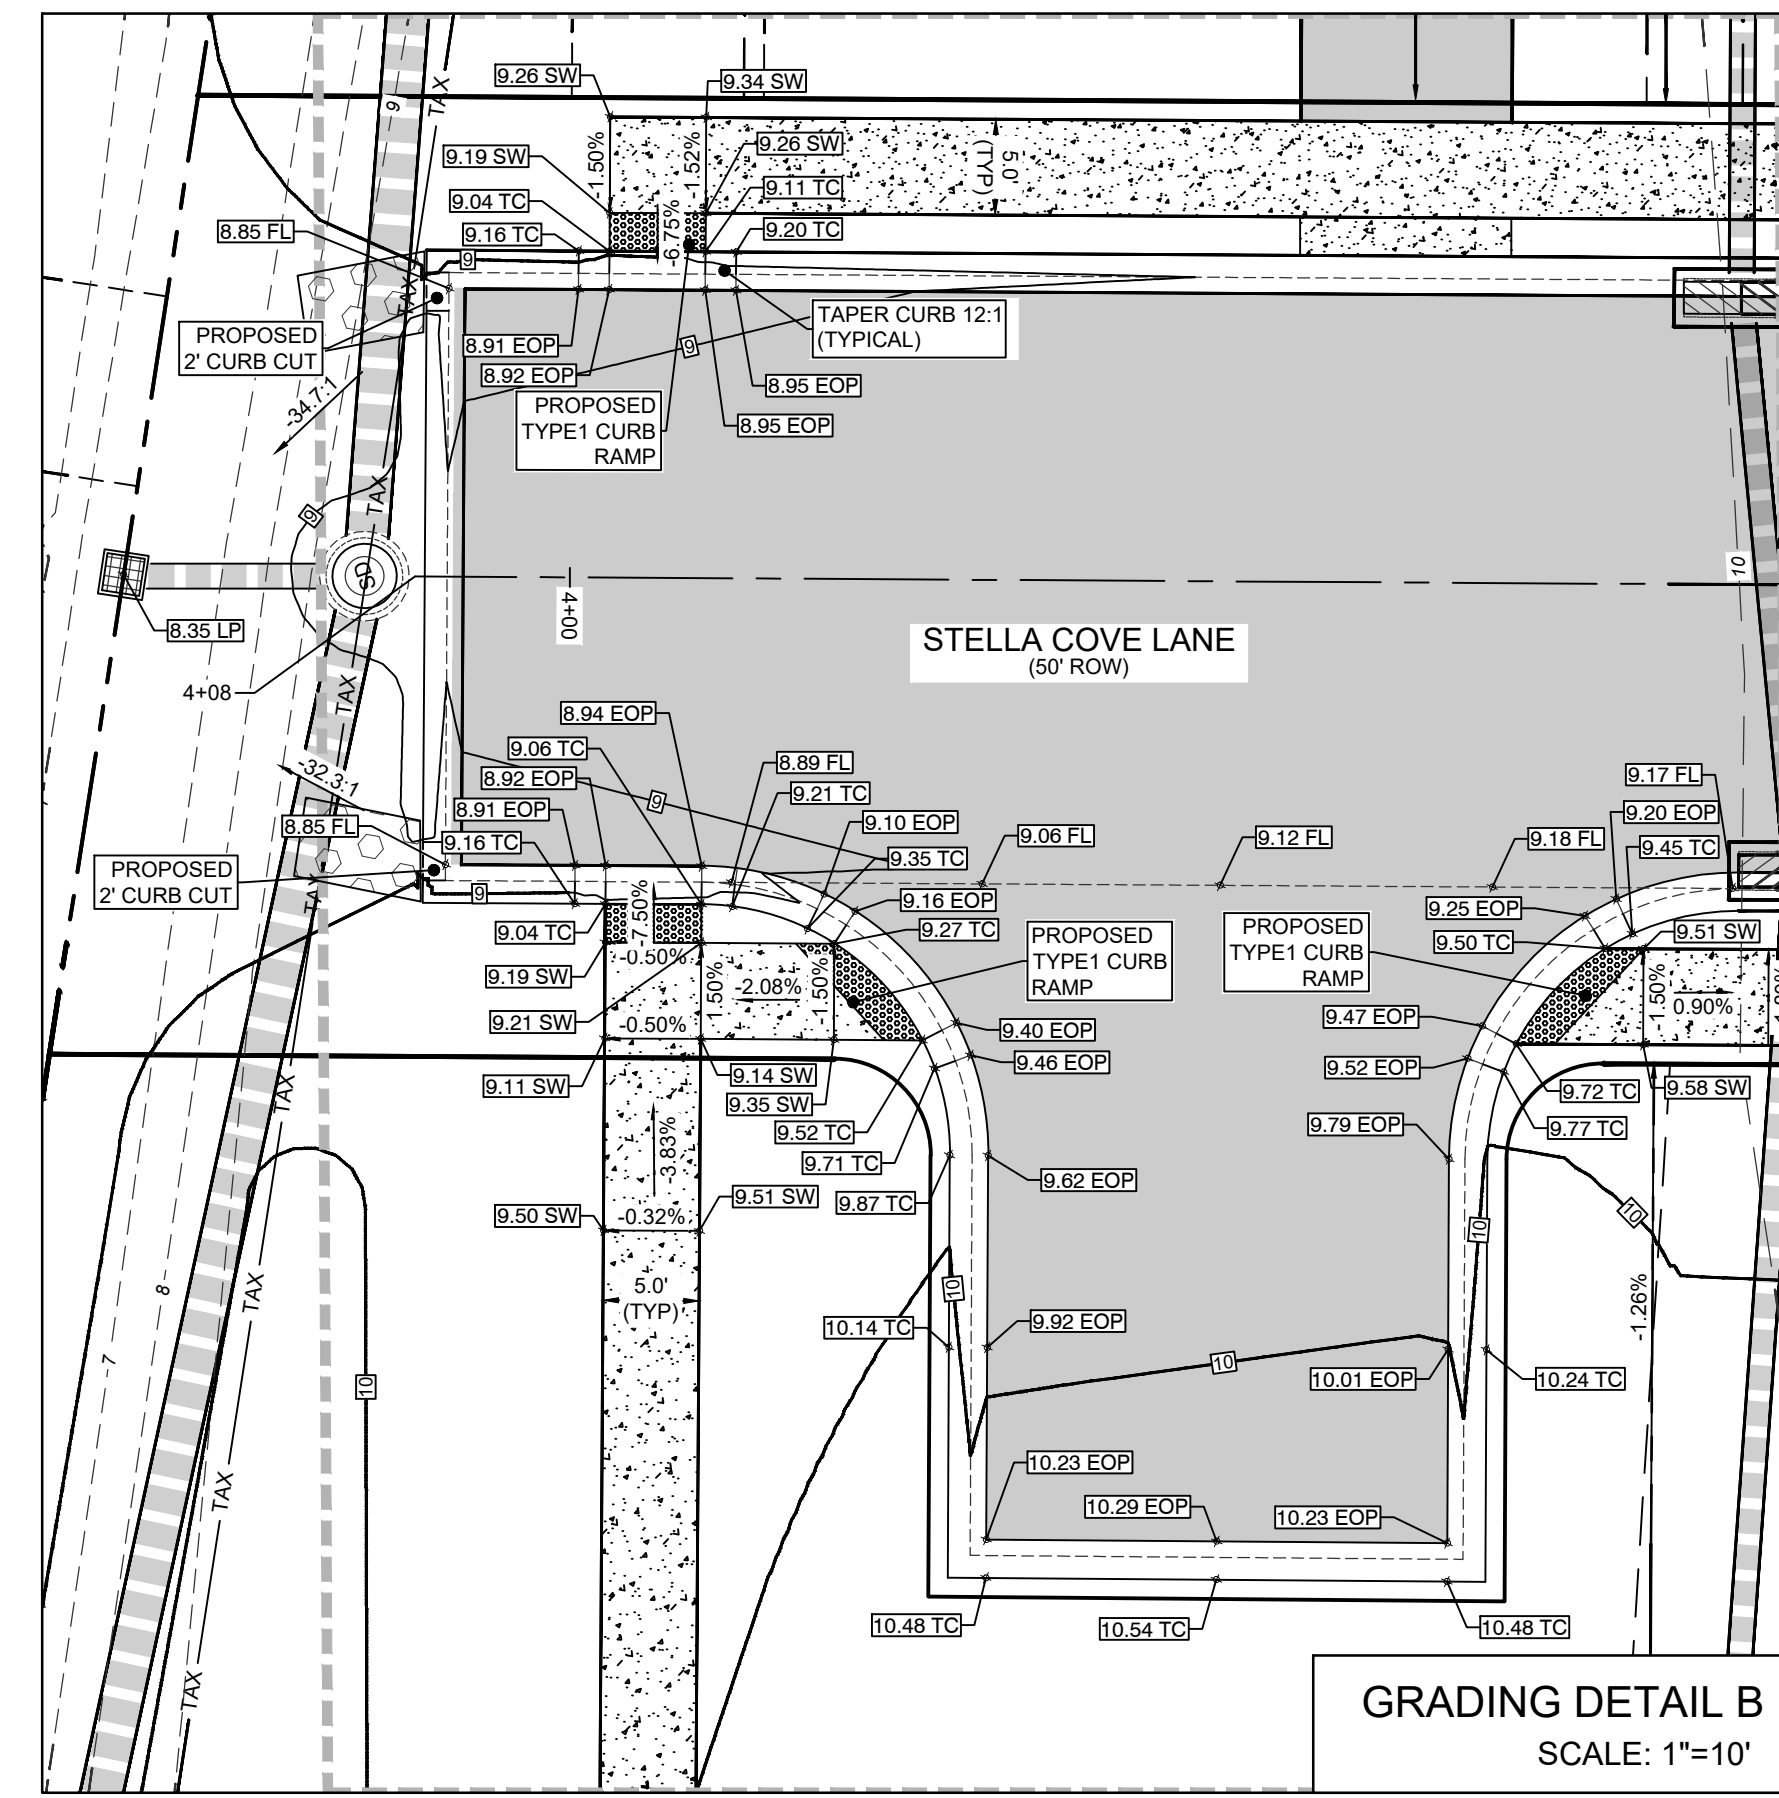 9.26 SW
9.34 SW
9
TAX
-1.50%
-1.52%
9.26 SW
9.19 SW
5.0'
(TYP)
9.11 TC
9.04 TC
8.85 FL
9.16 TC
9.20 TC
-6.75%
9
TAX
TAPER CURB 12:1
(TYPICAL)
PROPOSED
2' CURB CUT
8.91 EOP
9
8.92 EOP
8.95 EOP
-34.7:1
PROPOSED
TYPE1 CURB
RAMP
8.95 EOP
TAX
9
SD
10
4+00
8.35 LP
STELLA COVE LANE
(50' ROW)
4+08
TAX
8.94 EOP
9.06 TC
8.89 FL
-32.3:1
8.92 EOP
9.21 TC
9.17 FL
9
8.91 EOP
9.10 EOP
9.20 EOP
8.85 FL
9.16 TC
9.35 TC
9.06 FL
9.12 FL
9.18 FL
9.45 TC
PROPOSED
2' CURB CUT
9
TAX
-7.50%
9.16 EOP
9.25 EOP
9.04 TC
9.27 TC
PROPOSED
TYPE1 CURB
RAMP
PROPOSED
TYPE1 CURB
RAMP
9.50 TC
9.51 SW
-0.50%
9.19 SW
1.50%
-2.08%
-1.50%
1.50%
0.90%
9.21 SW
-0.50%
9.40 EOP
9.47 EOP
9.46 EOP
9.52 EOP
9.11 SW
9.14 SW
9.72 TC
9.58 SW
TAX
9.35 SW
9.52 TC
9.79 EOP
9.77 TC
-3.83%
9.71 TC
9.62 EOP
9.50 SW
-0.32%
9.51 SW
9.87 TC
10
10
8
TAX
5.0'
(TYP)
10
-1.26%
10.14 TC
9.92 EOP
7
10
10
10.01 EOP
10.24 TC
10.23 EOP
TAX
10.29 EOP
10.23 EOP
10.48 TC
10.54 TC
10.48 TC
TAX
GRADING DETAIL B
SCALE: 1"=10'